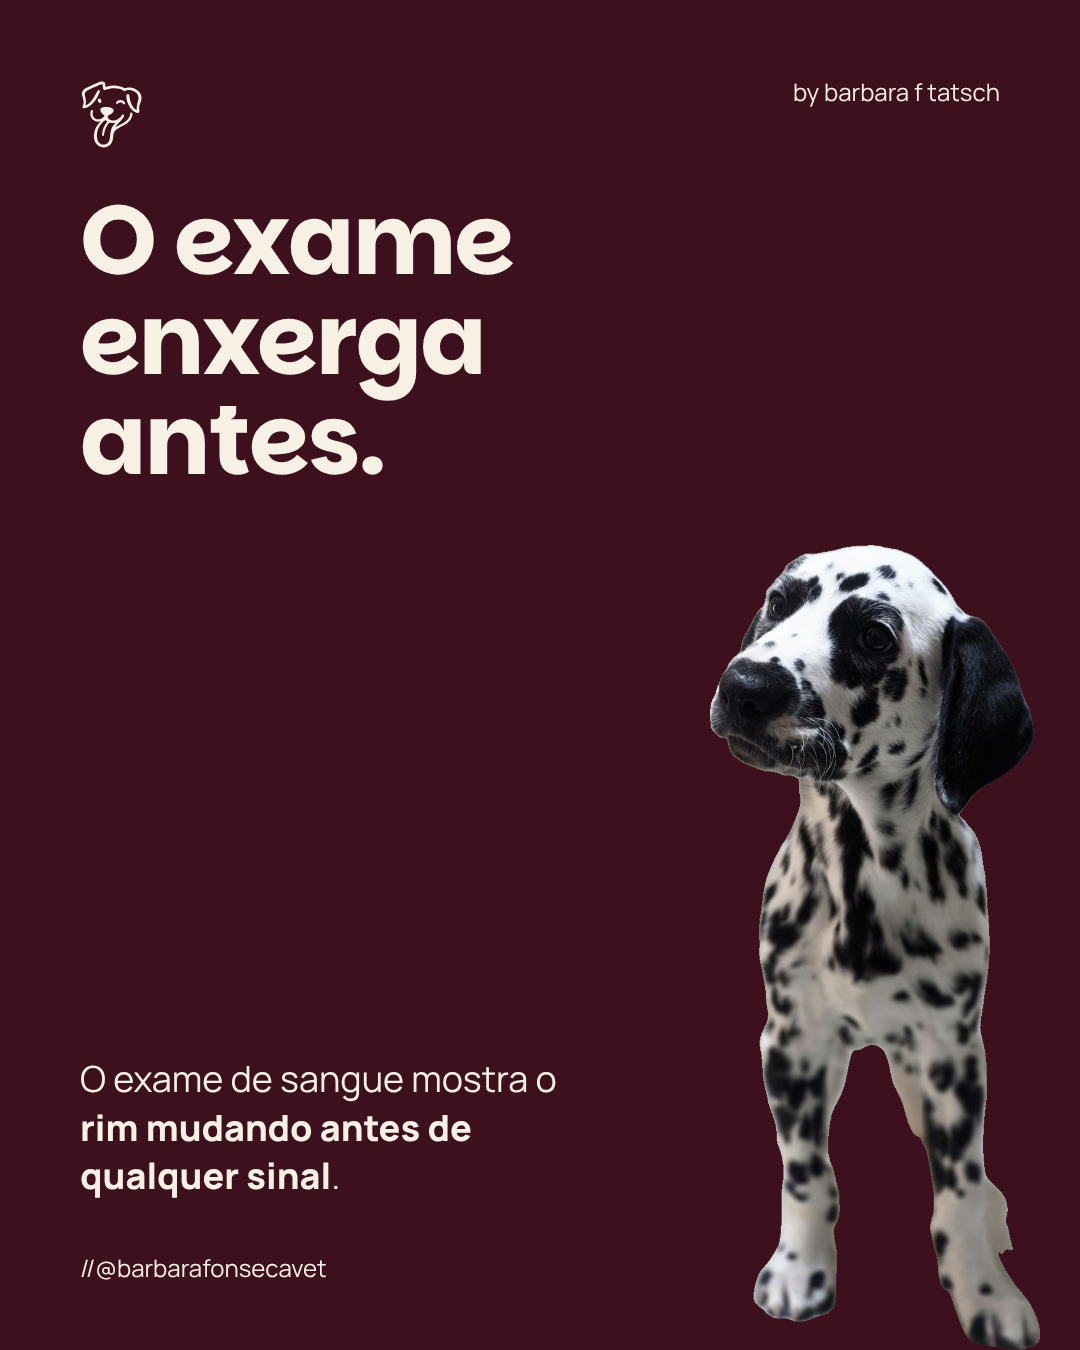 by barbara f tatsch
O exame
enxerga
antes.
O exame de sangue mostra o
rim mudando antes de
qualquer sinal.
//@barbarafonsecavet